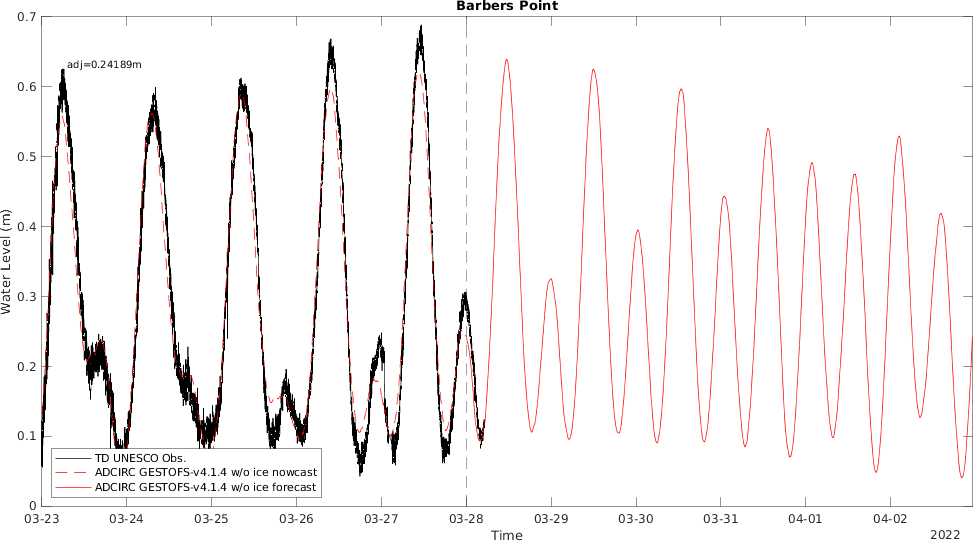 Barbers Point
0.7
adj=0.24189m
0.6
0.5
0.4
Water Level (m)
0.3
0.2
0.1
TD UNESCO Obs.
ADCIRC GESTOFS-v4.1.4 w/o ice nowcast
ADCIRC GESTOFS-v4.1.4 w/o ice forecast
0
03-23 03-24 03-25 03-26 03-27 03-28 03-29 03-30 03-31 04-01 04-02
Time
2022